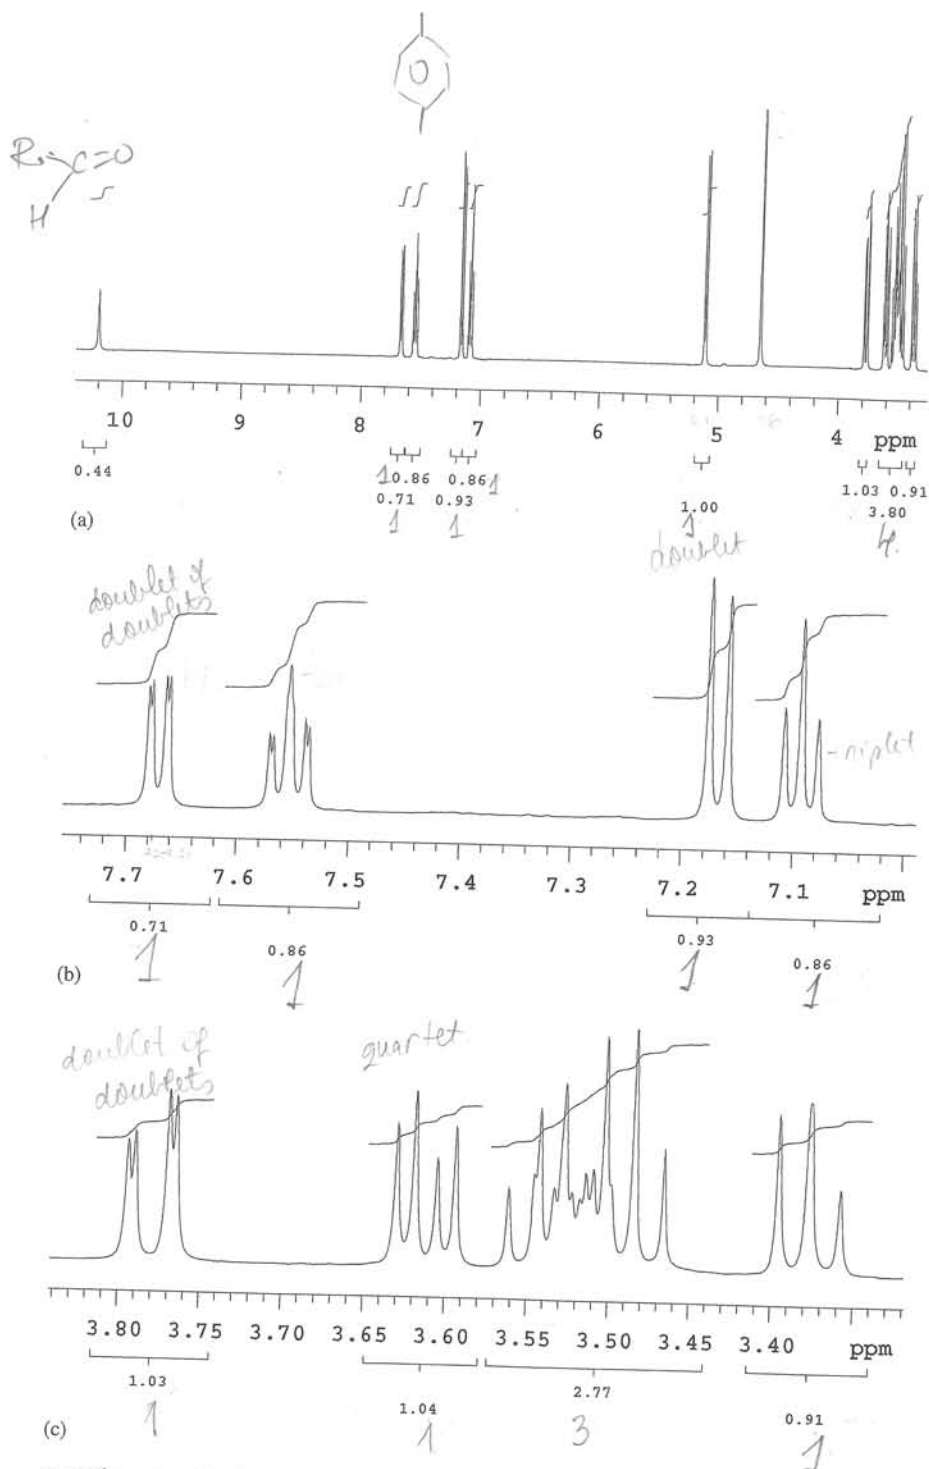 O
R C=O
H
10 9 8 7 6 5 4 ppm
0.44 1 0.86 0.86 1 1.03 0.91
0.71 0.93 1.00 3.80
1 1 1 4.
(a)
doublet
doublet of
doublets
-triplet
7.7 7.6 7.5 7.4 7.3 7.2 7.1 ppm
0.71 0.86 0.93 0.86
1 1 1 1
(b)
doublet of
doublets
quartet
3.80 3.75 3.70 3.65 3.60 3.55 3.50 3.45 3.40 ppm
1.03 1.04 2.77 0.91
1 1 3 1
(c)